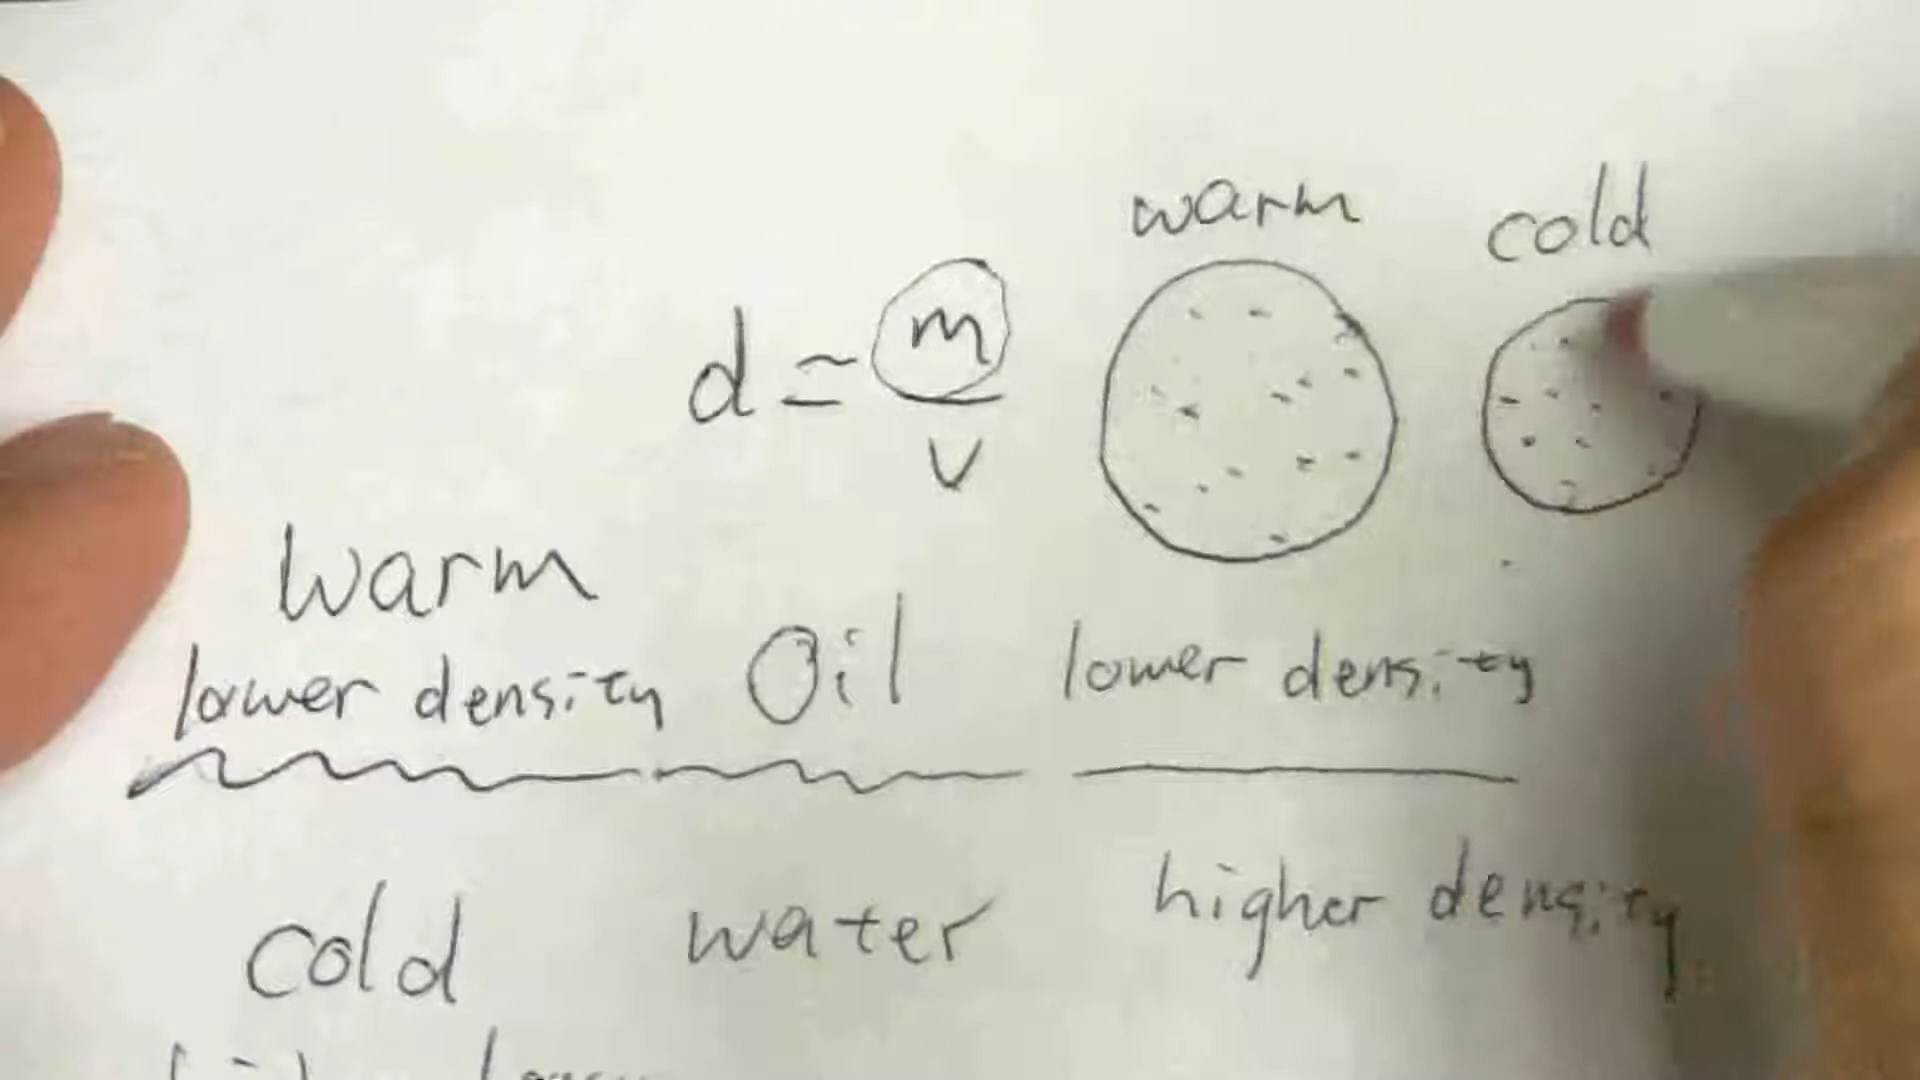 warm cold
d = m
v
warm
lower density Oil lower density
cold water higher density